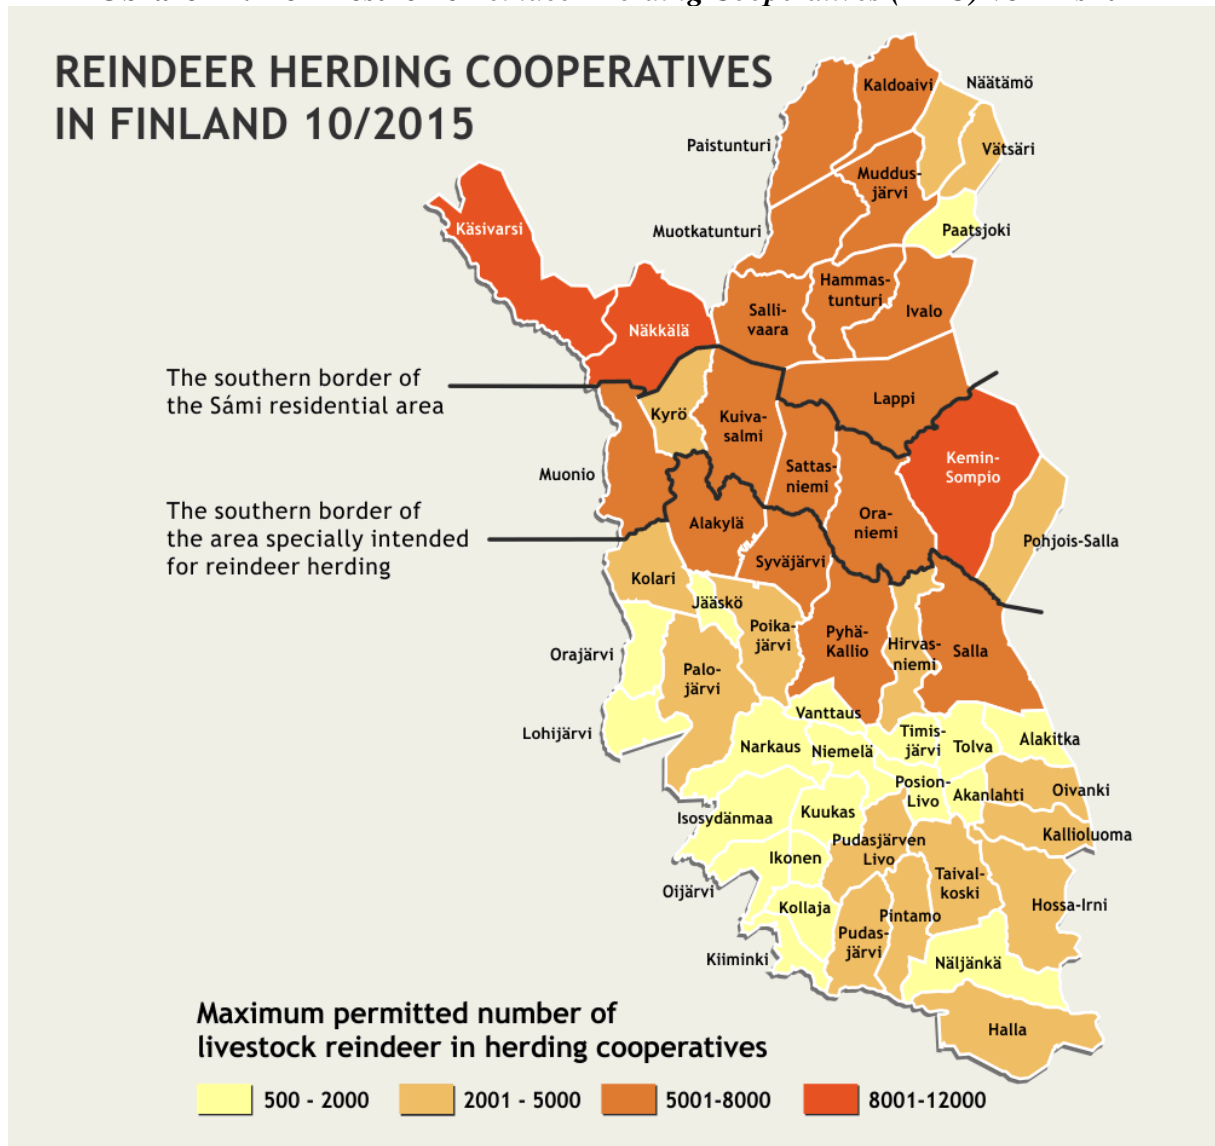 REINDEER HERDING COOPERATIVES
IN FINLAND 10/2015
Kaldoaivi
Näätämö
Paistunturi
Vätsäri
Muddus-
järvi
Muotkatunturi
Paatsjoki
Käsivarsi
Hammas-
tunturi
Ivalo
Salli-
vaara
Näkkälä
The southern border of
the Sámi residential area
Lappi
Kyrö
Kuiva-
salmi
Kemin-
Sompio
Sattas-
niemi
Muonio
The southern border of
the area specially intended
for reindeer herding
Ora-
niemi
Alakylä
Pohjois-Salla
Syväjärvi
Kolari
Jääskö
Poika-
järvi
Pyhä-
Kallio
Hirvas-
niemi
Salla
Orajärvi
Palo-
järvi
Vanttaus
Lohijärvi
Narkaus
Niemelä
Timis-
järvi
Tolva
Alakitka
Posion-
Livo
Akanlahti
Oivanki
Isosydänmaa
Kuukas
Kallioluoma
Pudasjärven
Livo
Ikonen
Taival-
koski
Oijärvi
Kollaja
Pintamo
Hossa-Irni
Pudas-
järvi
Kiiminki
Näljänkä
Halla
Maximum permitted number of
livestock reindeer in herding cooperatives
500 - 2000
2001 - 5000
5001-8000
8001-12000